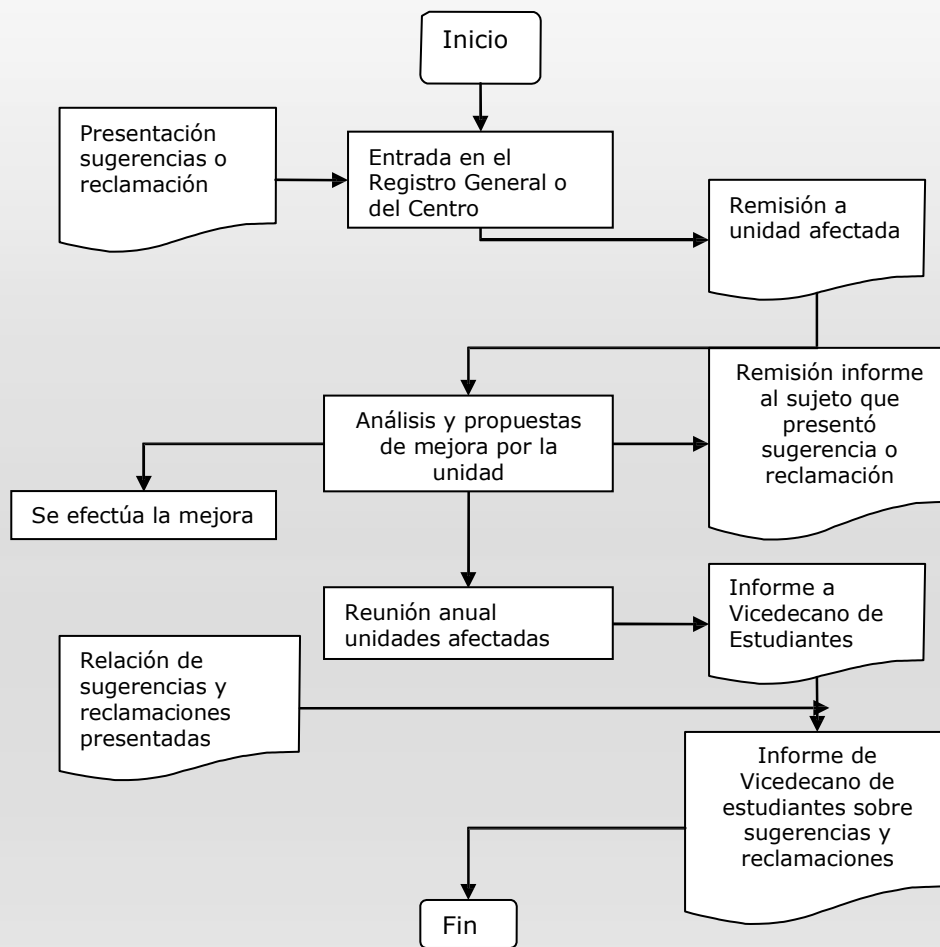 Inicio
Presentación
sugerencias o
reclamación
Entrada en el
Registro General o
del Centro
Remisión a
unidad afectada
Remisión informe
al sujeto que
presentó
sugerencia o
reclamación
Análisis y propuestas
de mejora por la
unidad
Se efectúa la mejora
Reunión anual
unidades afectadas
Informe a
Vicedecano de
Estudiantes
Relación de
sugerencias y
reclamaciones
presentadas
Informe de
Vicedecano de
estudiantes sobre
sugerencias y
reclamaciones
Fin